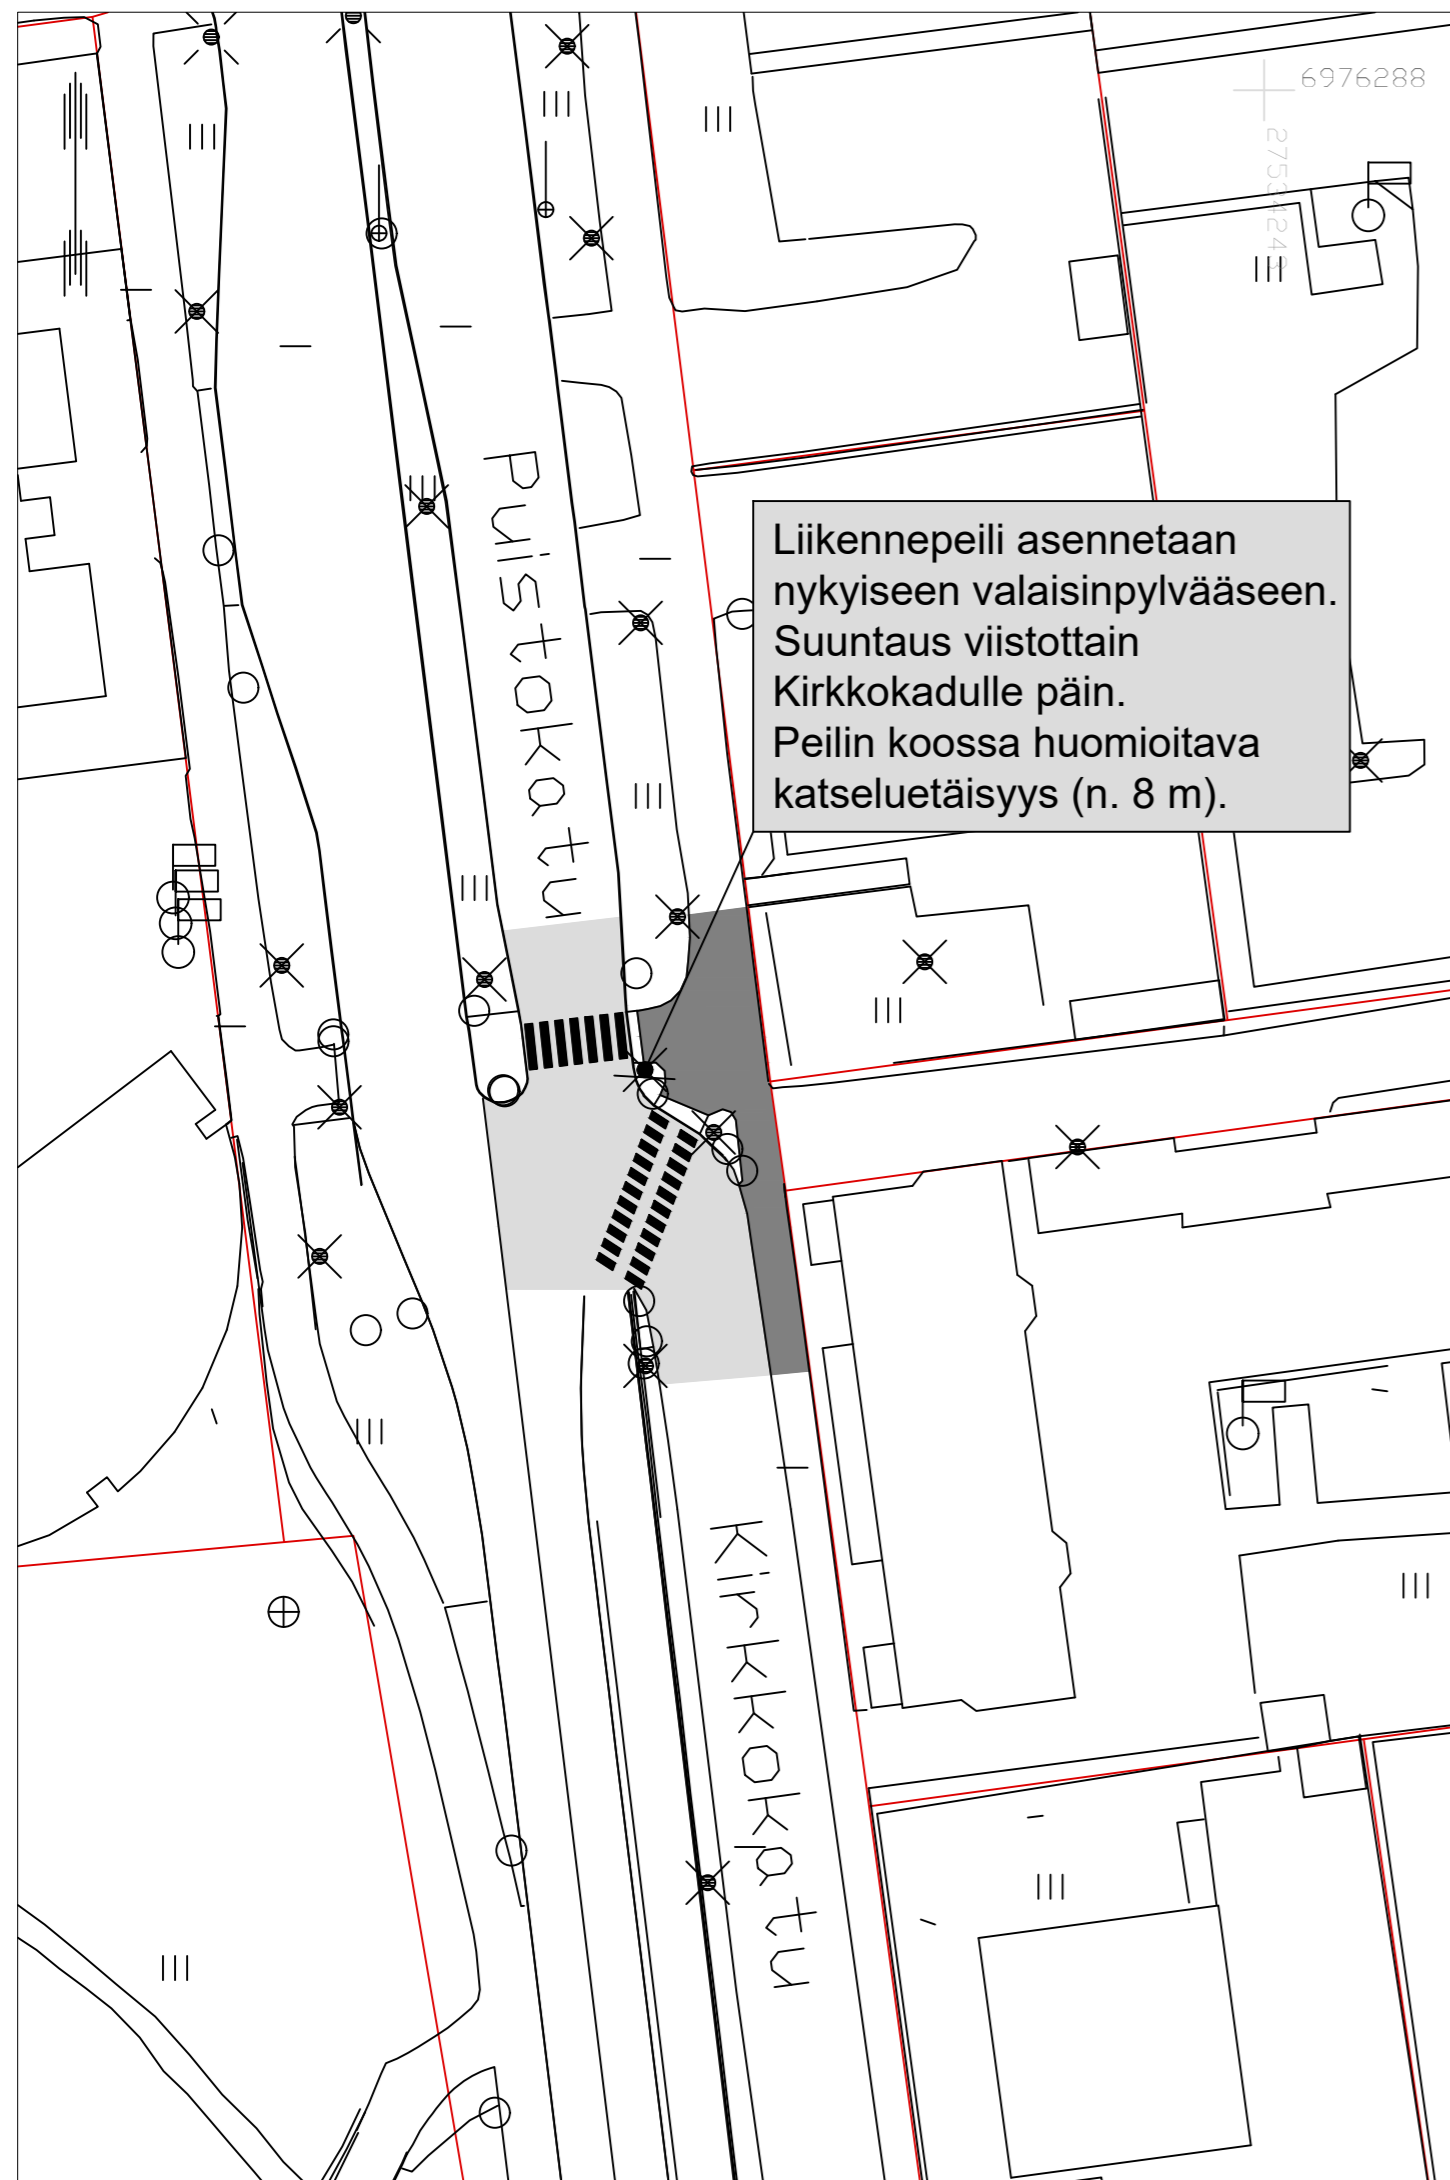 6976288
Puistokatu
Liikennepeili asennetaan
nykyiseen valaisinpylvääseen.
Suuntaus viistottain
Kirkkokadulle päin.
Peilin koossa huomioitava
katseluetäisyys (n. 8 m).
Kirkkokatu